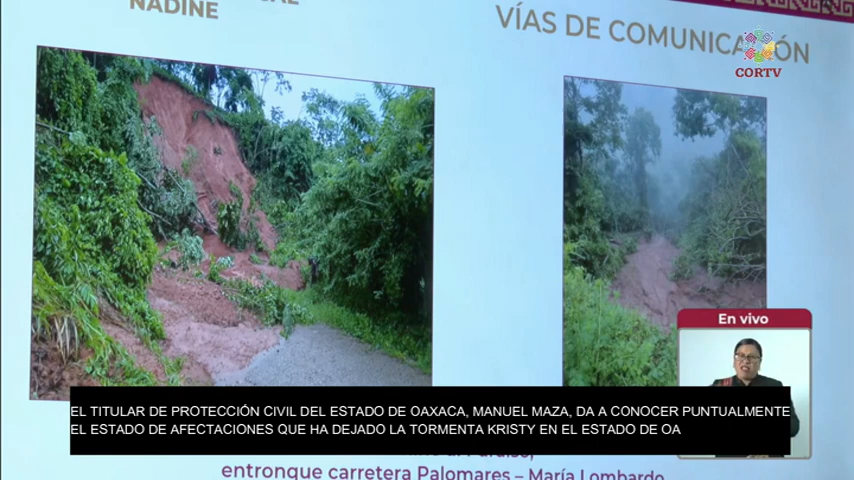 NADINE
VÍAS DE COMUNICACIÓN
CORTV
En vivo
EL TITULAR DE PROTECCIÓN CIVIL DEL ESTADO DE OAXACA, MANUEL MAZA, DA A CONOCER PUNTUALMENTE
EL ESTADO DE AFECTACIONES QUE HA DEJADO LA TORMENTA KRISTY EN EL ESTADO DE OA
entronque carretera Palomares – María Lombardo